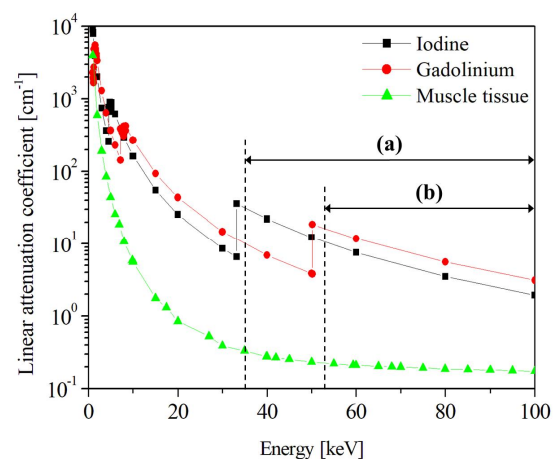 Linear attenuation coefficient [cm⁻¹]
10⁴
10³
10²
10¹
10⁰
10⁻¹
Iodine
Gadolinium
Muscle tissue
(a)
(b)
0 20 40 60 80 100
Energy [keV]